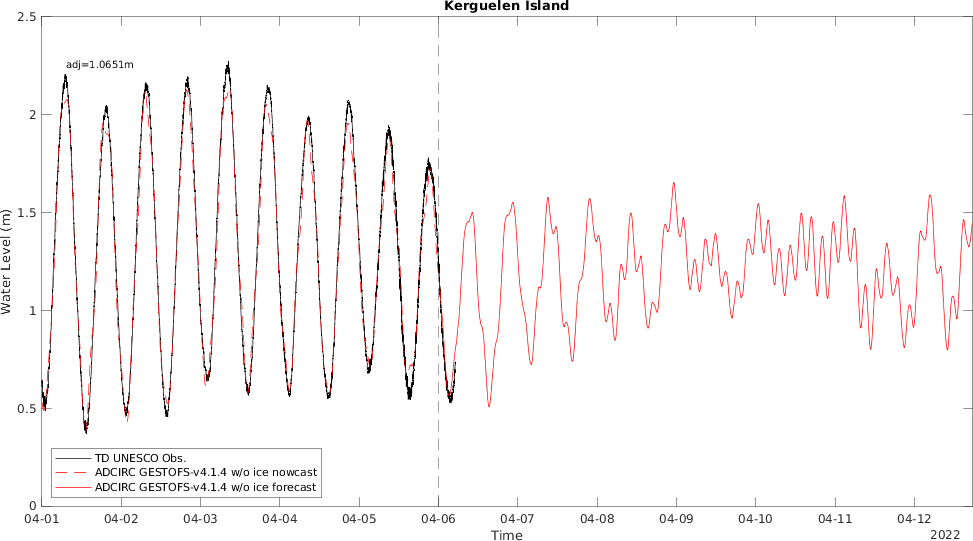 Kerguelen Island
2.5
adj=1.0651m
2
1.5
Water Level (m)
1
0.5
TD UNESCO Obs.
ADCIRC GESTOFS-v4.1.4 w/o ice nowcast
ADCIRC GESTOFS-v4.1.4 w/o ice forecast
0
04-01 04-02 04-03 04-04 04-05 04-06 04-07 04-08 04-09 04-10 04-11 04-12
Time
2022